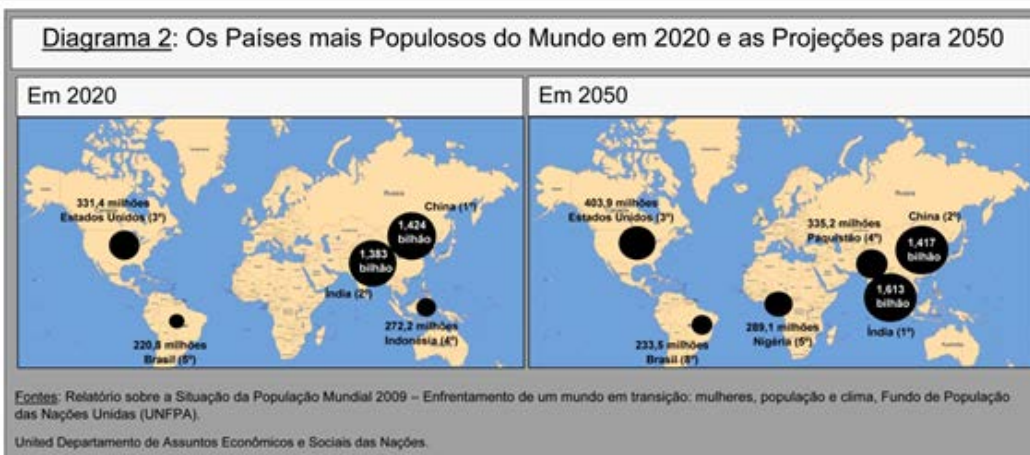 Diagrama 2: Os Países mais Populosos do Mundo em 2020 e as Projeções para 2050
Em 2020
331,4 milhões
Estados Unidos (3º)
China (1º)
1,424
bilhão
1,383
bilhão
Índia (2º)
272,2 milhões
Indonésia (4º)
220,8 milhões
Brasil (5º)
Russia
Em 2050
403,9 milhões
Estados Unidos (3º)
335,2 milhões
Paquistão (4º)
China (2º)
1,417
bilhão
1,613
bilhão
Índia (1º)
289,1 milhões
Nigéria (5º)
233,5 milhões
Brasil (8º)
Russia
Fontes: Relatório sobre a Situação da População Mundial 2009 – Enfrentamento de um mundo em transição: mulheres, população e clima, Fundo de População
das Nações Unidas (UNFPA).
United Departamento de Assuntos Econômicos e Sociais das Nações.